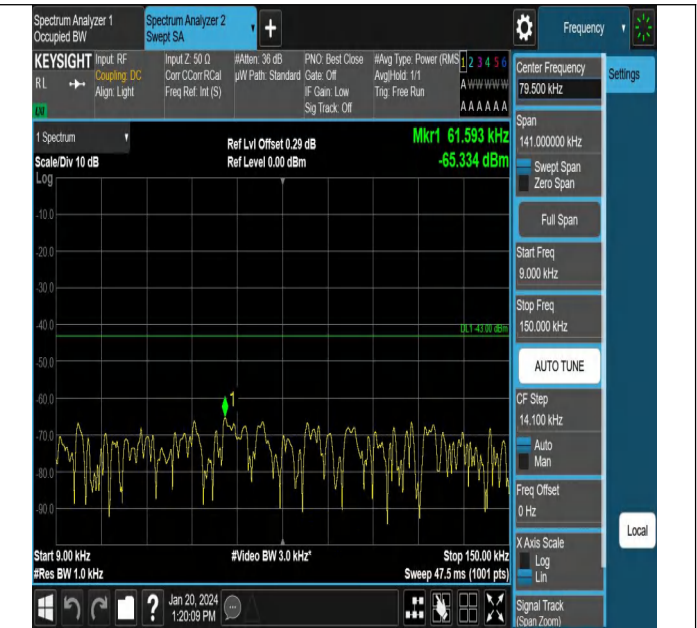 Spectrum Analyzer 1
Occupied BW
Spectrum Analyzer 2
Swept SA
Frequency
KEYSIGHT
RL
Input: RF
Coupling: DC
Align: Light
Input Z: 50 Ω
Corr CCorr RCal
Freq Ref: Int (S)
#Atten: 36 dB
µW Path: Standard
PNO: Best Close
Gate: Off
IF Gain: Low
Sig Track: Off
#Avg Type: Power (RMS
Avg|Hold: 1/1
Trig: Free Run
1 2 3 4 5 6
A W W W W W
A A A A A A
1 Spectrum
Scale/Div 10 dB
Log
Ref Lvl Offset 0.29 dB
Ref Level 0.00 dBm
Mkr1 61.593 kHz
-65.334 dBm
-10.0
-20.0
-30.0
-40.0
DL1 -43.00 dBm
-50.0
-60.0
1
-70.0
-80.0
-90.0
Start 9.00 kHz
#Res BW 1.0 kHz
#Video BW 3.0 kHz*
Stop 150.00 kHz
Sweep 47.5 ms (1001 pts)
Jan 20, 2024
1:20:09 PM
Center Frequency
79.500 kHz
Settings
Span
141.000000 kHz
Swept Span
Zero Span
Full Span
Start Freq
9.000 kHz
Stop Freq
150.000 kHz
AUTO TUNE
CF Step
14.100 kHz
Auto
Man
Freq Offset
0 Hz
X Axis Scale
Log
Lin
Local
Signal Track
(Span Zoom)